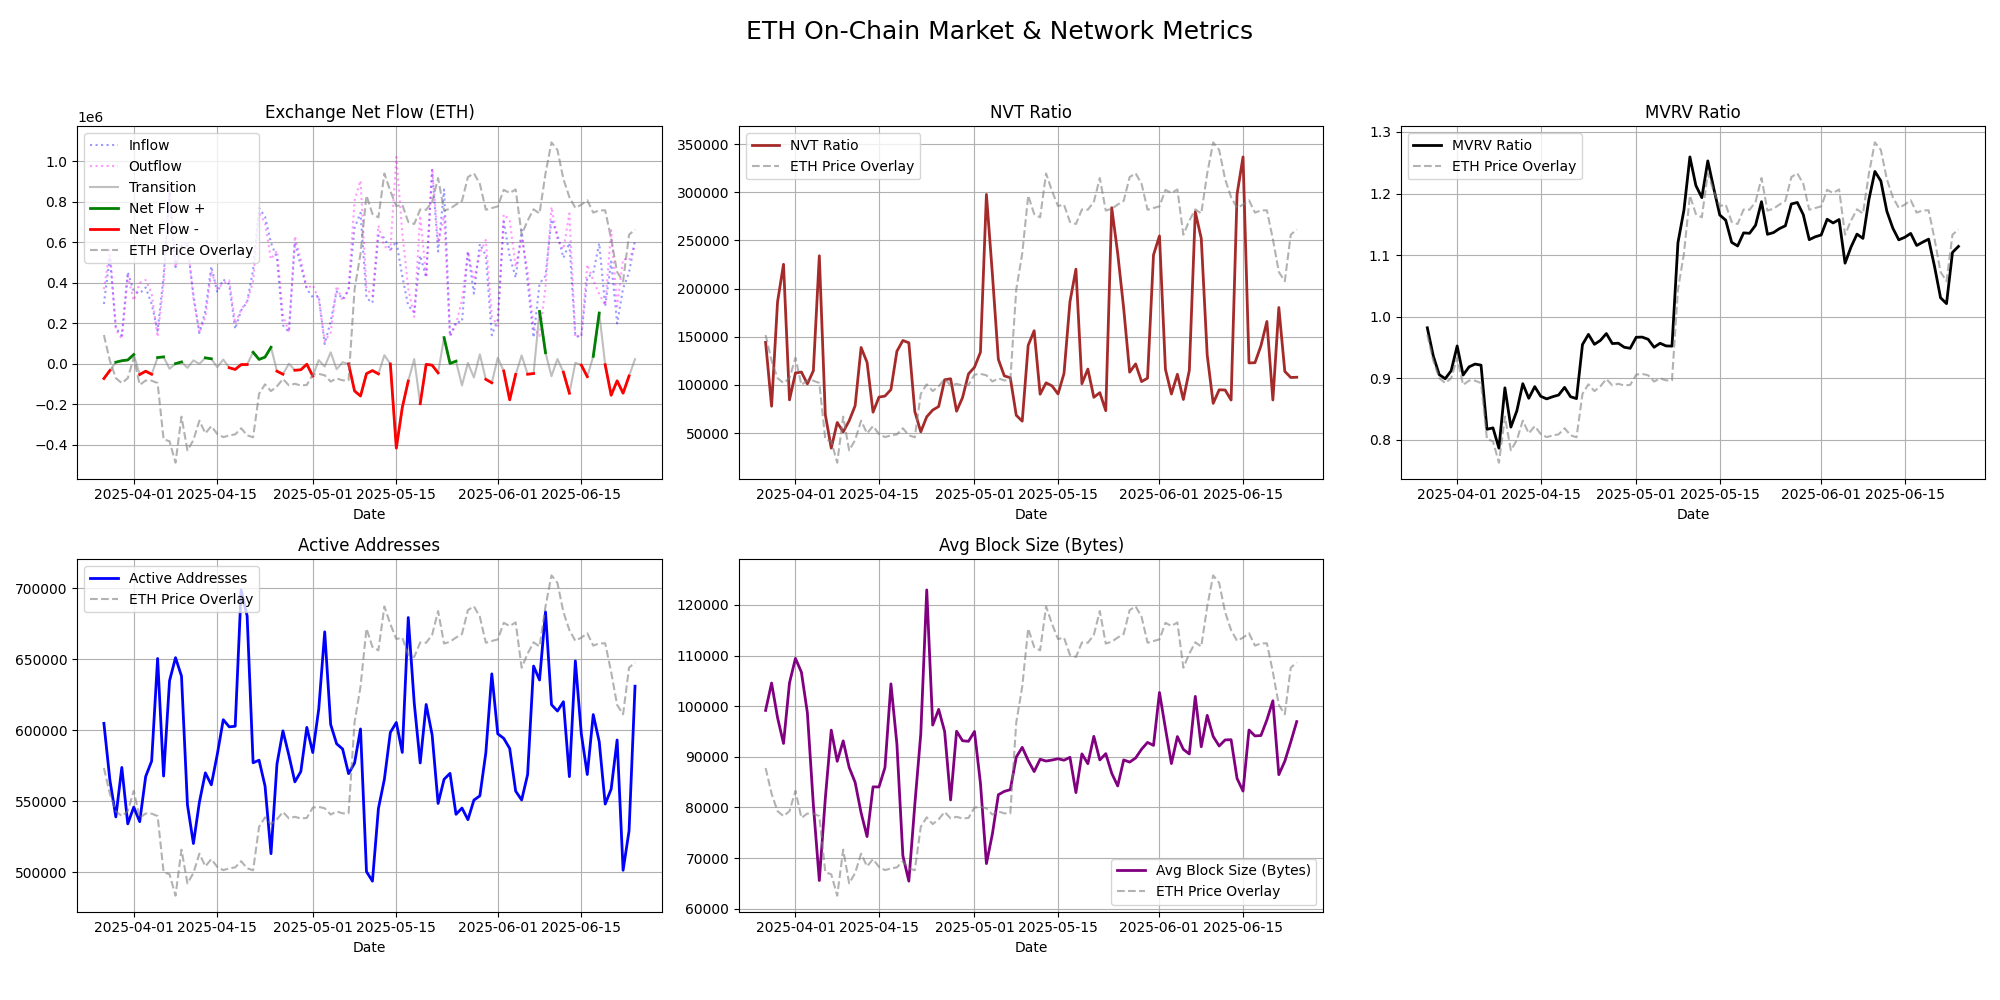 ETH On-Chain Market & Network Metrics
Exchange Net Flow (ETH)
1e6
Inflow
Outflow
Transition
Net Flow +
Net Flow -
ETH Price Overlay
1.0
0.8
0.6
0.4
0.2
0.0
−0.2
−0.4
2025-04-01 2025-04-15 2025-05-01 2025-05-15 2025-06-01 2025-06-15
Date
NVT Ratio
NVT Ratio
ETH Price Overlay
350000
300000
250000
200000
150000
100000
50000
2025-04-01 2025-04-15 2025-05-01 2025-05-15 2025-06-01 2025-06-15
Date
MVRV Ratio
MVRV Ratio
ETH Price Overlay
1.3
1.2
1.1
1.0
0.9
0.8
2025-04-01 2025-04-15 2025-05-01 2025-05-15 2025-06-01 2025-06-15
Date
Active Addresses
Active Addresses
ETH Price Overlay
700000
650000
600000
550000
500000
2025-04-01 2025-04-15 2025-05-01 2025-05-15 2025-06-01 2025-06-15
Date
Avg Block Size (Bytes)
120000
110000
100000
90000
80000
70000
60000
Avg Block Size (Bytes)
ETH Price Overlay
2025-04-01 2025-04-15 2025-05-01 2025-05-15 2025-06-01 2025-06-15
Date